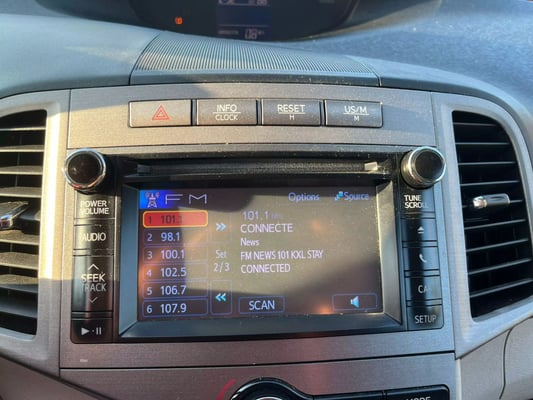 INFO RESET US/M
CLOCK H M
POWER
VOLUME
AUDIO
SEEK
TRACK
FM Options Source
1 101.1
2 98.1
3 100.1
4 102.5
5 106.7
6 107.9
Set
2/3
101.1
CONNECTE
News
FM NEWS 101 KXL STAY
CONNECTED
SCAN
TUNE
SCROLL
CAR
SETUP
MODE